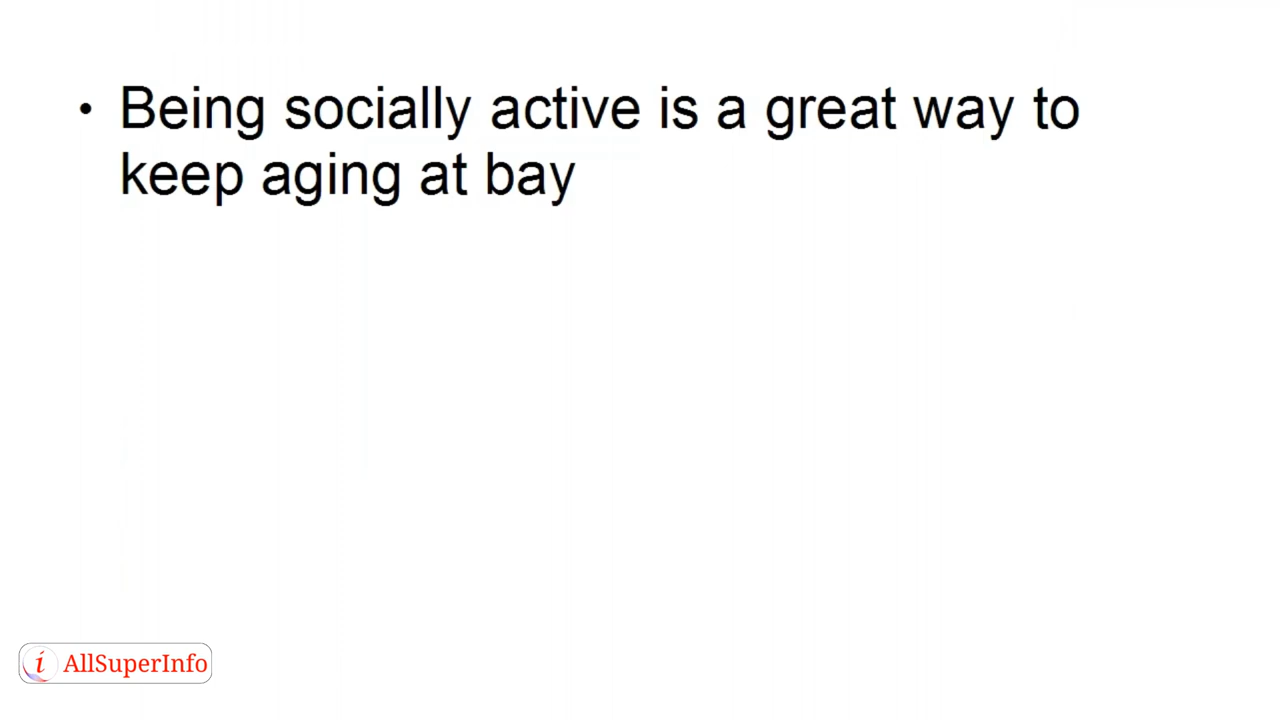 • Being socially active is a great way to
keep aging at bay
i AllSuperInfo